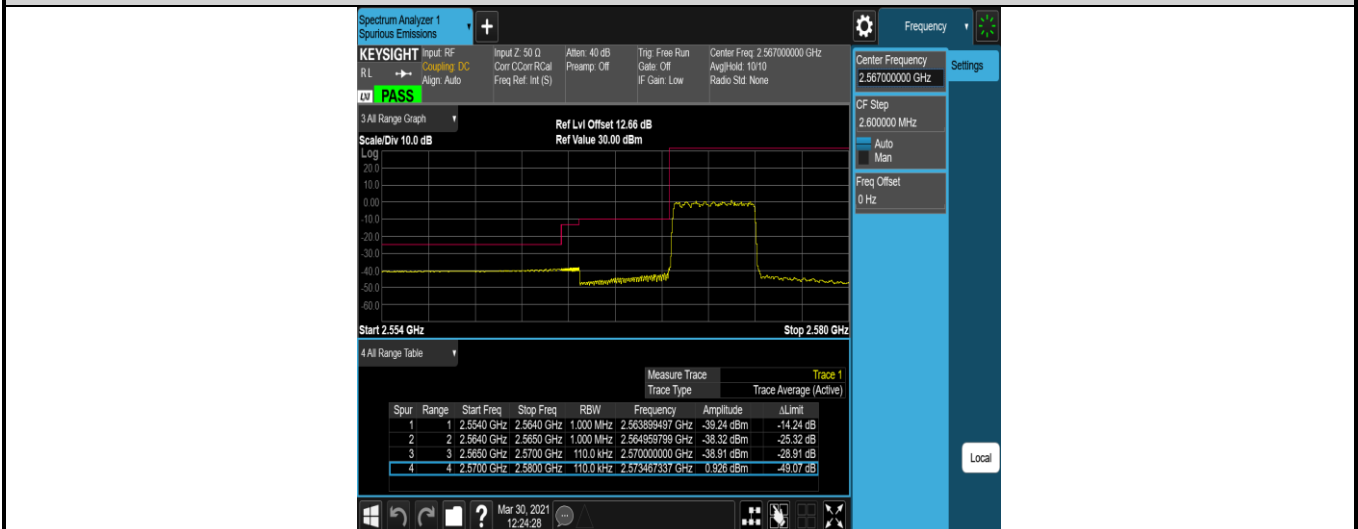 Spectrum Analyzer 1
Spurious Emissions
Frequency
KEYSIGHT Input: RF Input Z: 50 Ω Atten: 40 dB Trig: Free Run Center Freq: 2.567000000 GHz
RL Coupling: DC Corr CCorr RCal Preamp: Off Gate: Off Avg|Hold: 10/10
Align: Auto Freq Ref: Int (S) IF Gain: Low Radio Std: None
LXI PASS
Center Frequency
2.567000000 GHz
Settings
CF Step
2.600000 MHz
Auto
Man
Freq Offset
0 Hz
3 All Range Graph
Ref Lvl Offset 12.66 dB
Scale/Div 10.0 dB Ref Value 30.00 dBm
Log
20.0
10.0
0.00
-10.0
-20.0
-30.0
-40.0
-50.0
-60.0
Start 2.554 GHz Stop 2.580 GHz
4 All Range Table
Measure Trace Trace 1
Trace Type Trace Average (Active)
Spur Range Start Freq Stop Freq RBW Frequency Amplitude ΔLimit
1 1 2.5540 GHz 2.5640 GHz 1.000 MHz 2.563899497 GHz -39.24 dBm -14.24 dB
2 2 2.5640 GHz 2.5650 GHz 1.000 MHz 2.564959799 GHz -38.32 dBm -25.32 dB
3 3 2.5650 GHz 2.5700 GHz 110.0 kHz 2.570000000 GHz -38.91 dBm -28.91 dB
4 4 2.5700 GHz 2.5800 GHz 110.0 kHz 2.573467337 GHz 0.926 dBm -49.07 dB
Local
Mar 30, 2021
12:24:28